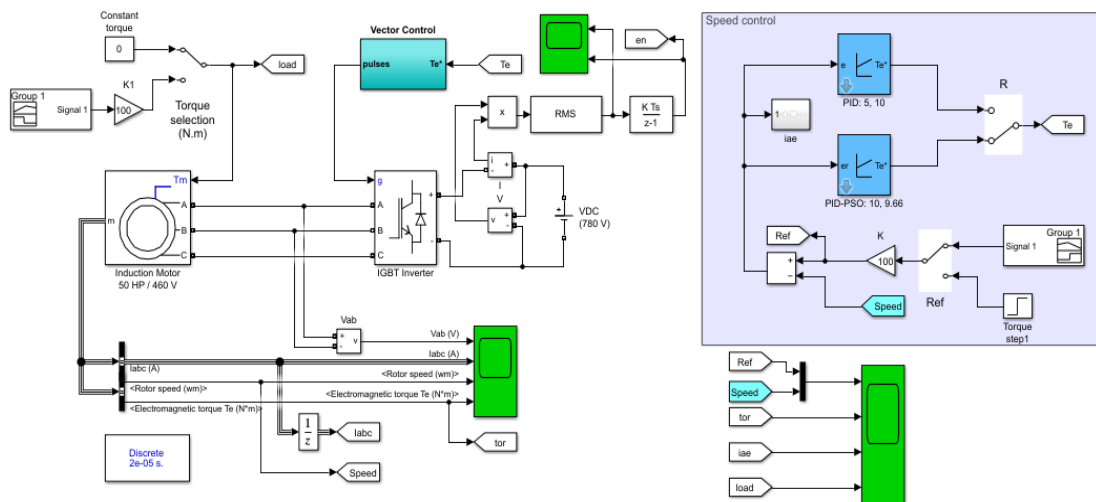 Constant
torque
0
load
Group 1
Signal 1
K1
100
Torque
selection
(N.m)
Vector Control
pulses
Te*
Te
en
x
RMS
K Ts
z-1
i
+
-
I
V
v
+
-
+
VDC
(780 V)
Tm
m
A
B
C
Induction Motor
50 HP / 460 V
g
A
B
C
+
-
IGBT Inverter
Vab
+
-
v
Vab (V)
Iabc (A)
<Rotor speed (wm)>
<Electromagnetic torque Te (N*m)>
Iabc (A)
<Rotor speed (wm)>
<Electromagnetic torque Te (N*m)>
1
z
Iabc
tor
Speed
Discrete
2e-05 s.
Speed control
e
Te*
PID: 5, 10
R
Te
1
iae
er
Te*
PID-PSO: 10, 9.66
Ref
K
100
+
−
Speed
Ref
Group 1
Signal 1
Torque
step1
Ref
Speed
tor
iae
load